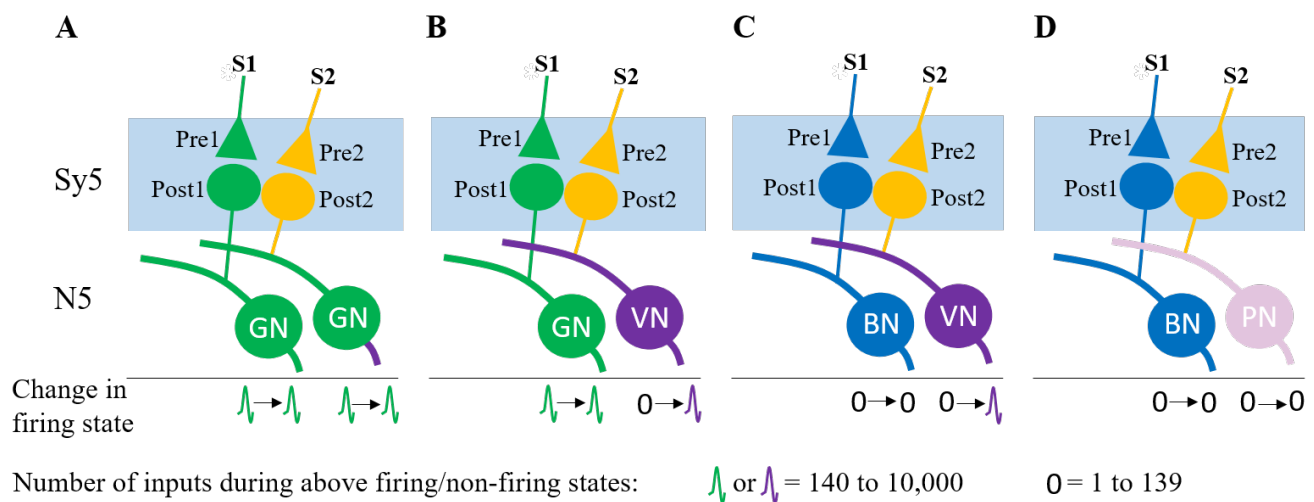 A B C D
*S1 S2 *S1 S2 *S1 S2 *S1 S2
Pre1 Pre2 Pre1 Pre2 Pre1 Pre2 Pre1 Pre2
Sy5
Post1 Post2 Post1 Post2 Post1 Post2 Post1 Post2
N5
GN GN GN VN BN VN BN PN
Change in
firing state
→ → → 0→ 0→0 0→ 0→0 0→0
Number of inputs during above firing/non-firing states: or = 140 to 10,000 0 = 1 to 139